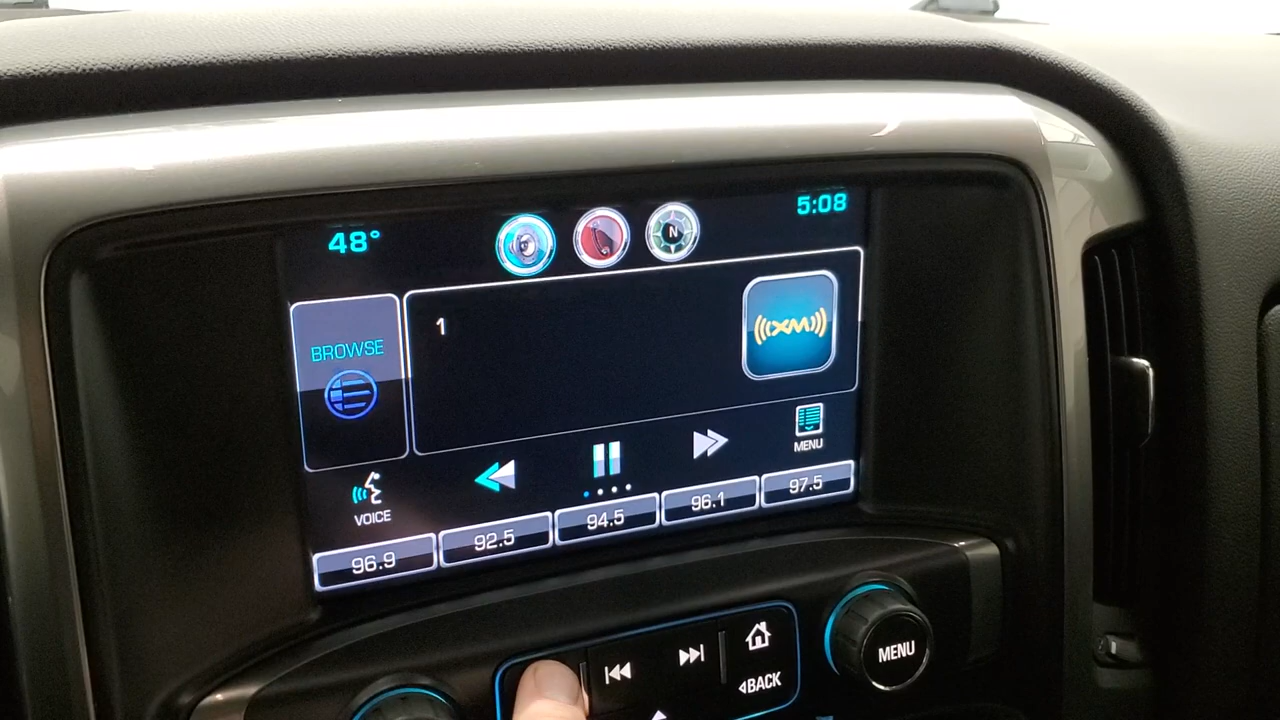 48°
N
5:08
BROWSE
1
((XM))
VOICE
MENU
96.9
92.5
94.5
96.1
97.5
MENU
BACK